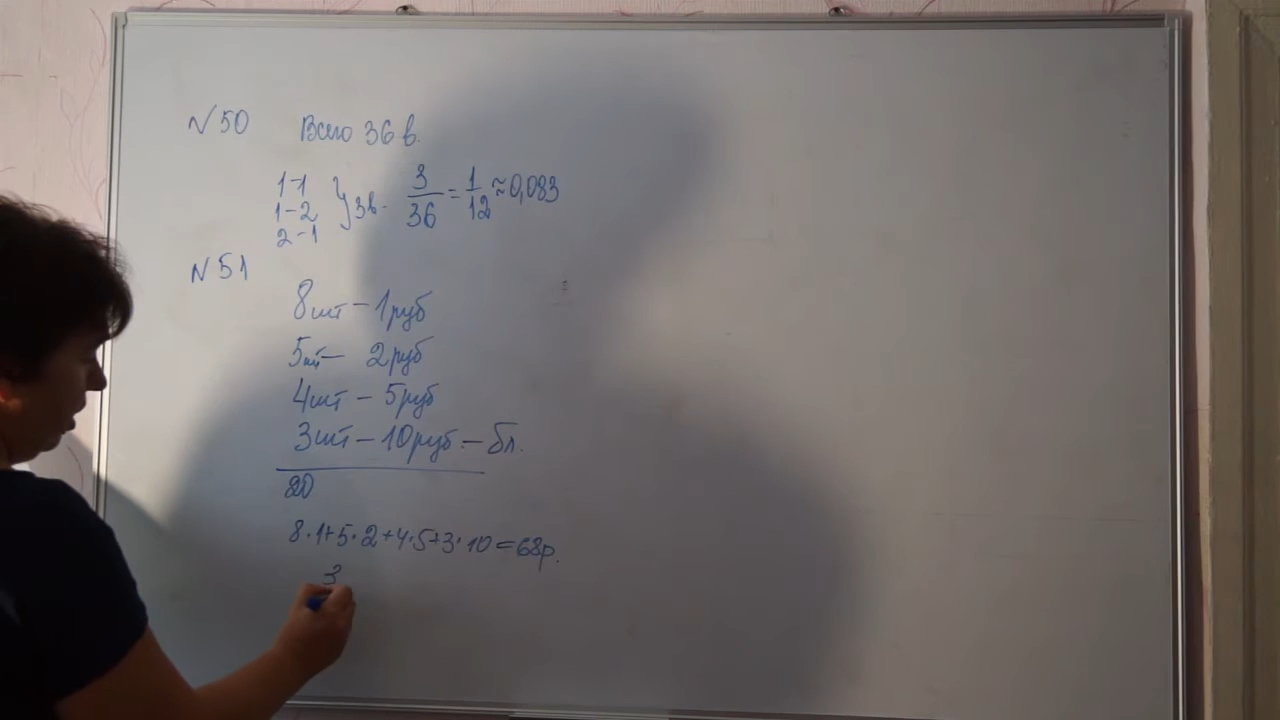 №50 Всего 36 в.
1-1
1-2 } 3в. 3/36 = 1/12 ≈ 0,083
2-1
№51
8шт - 1руб
5шт - 2руб
4шт - 5руб
3шт - 10руб - бл.
20
8·1+5·2+4·5+3·10=68р.
3